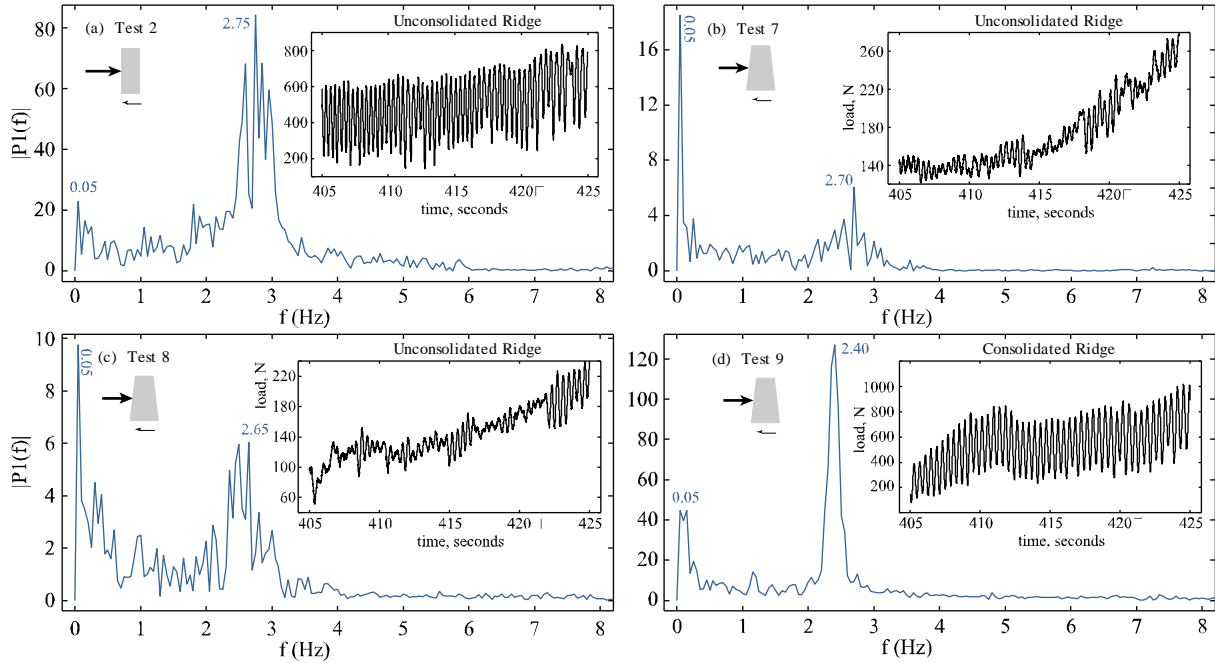 (a) Test 2
Unconsolidated Ridge
2.75
0.05
|P1(f)|
80
60
40
20
0
0 1 2 3 4 5 6 7 8
f (Hz)
800
600
400
200
405 410 415 420 425
time, seconds
(b) Test 7
Unconsolidated Ridge
0.05
2.70
16
12
8
4
0
0 1 2 3 4 5 6 7 8
f (Hz)
load, N
260
220
180
140
405 410 415 420 425
time, seconds
(c) Test 8
Unconsolidated Ridge
0.05
2.65
|P1(f)|
10
8
6
4
2
0
0 1 2 3 4 5 6 7 8
f (Hz)
load, N
220
180
140
100
60
405 410 415 420 425
time, seconds
(d) Test 9
Consolidated Ridge
2.40
0.05
120
100
80
60
40
20
0
0 1 2 3 4 5 6 7 8
f (Hz)
load, N
1000
800
600
400
200
405 410 415 420 425
time, seconds